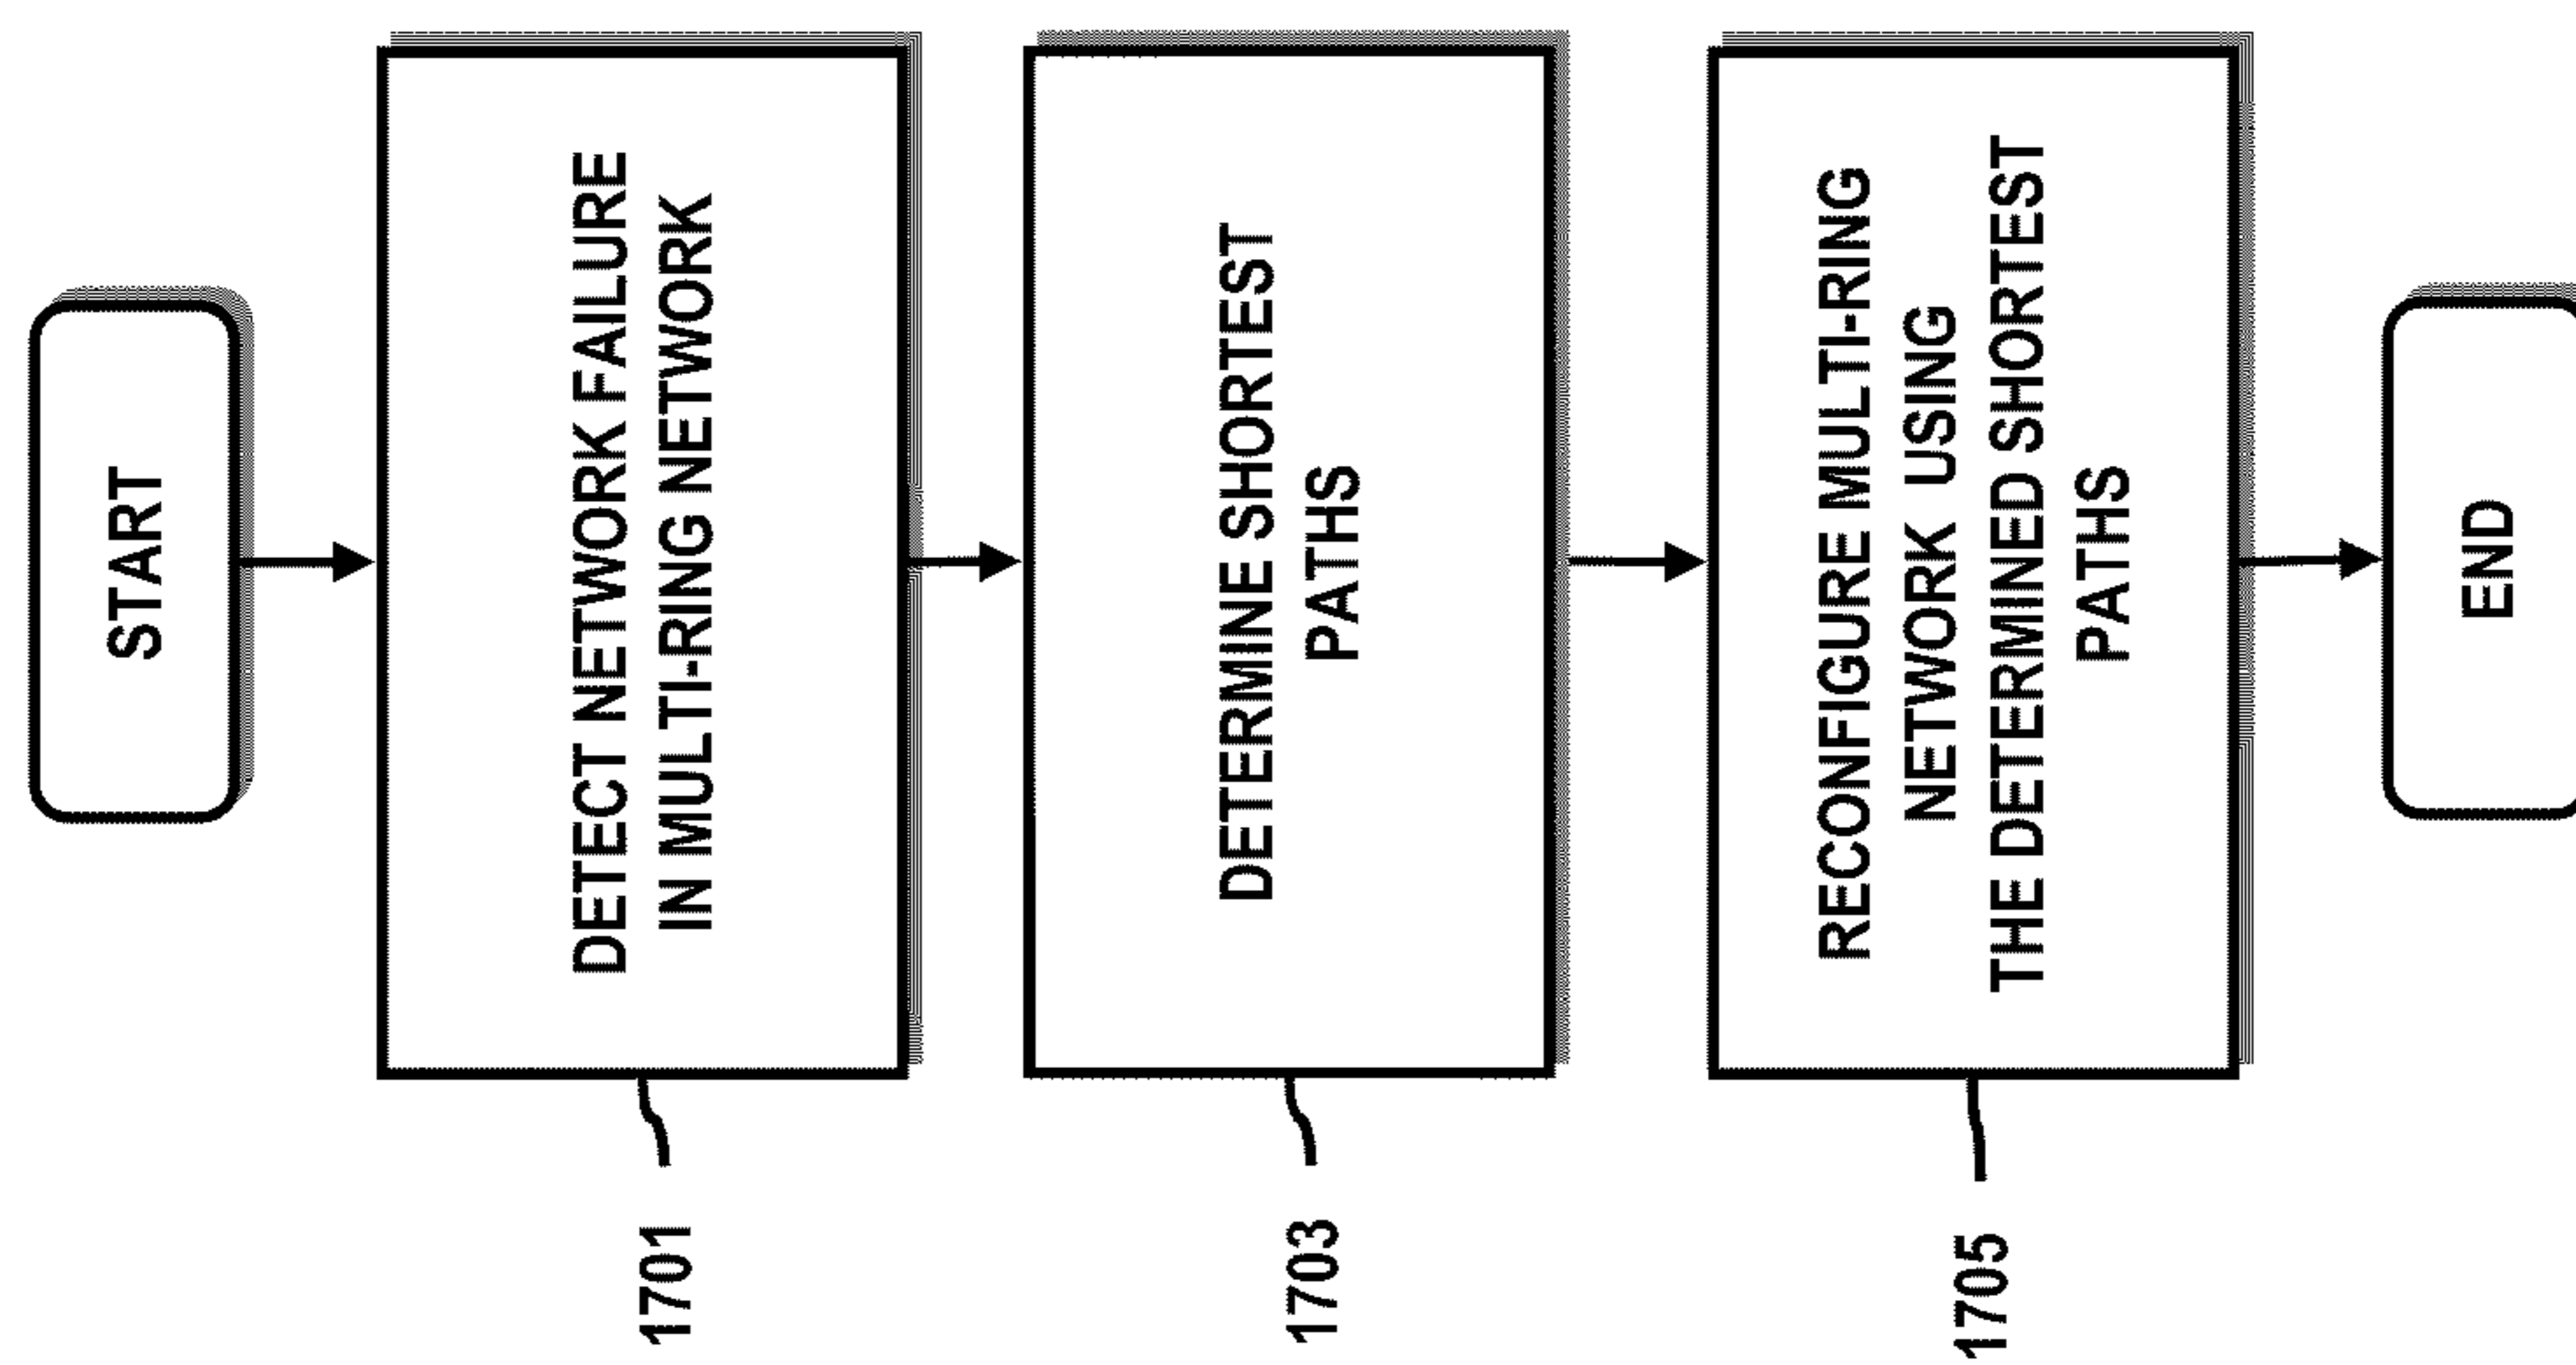 START
DETECT NETWORK FAILURE
IN MULTI-RING NETWORK
1701
DETERMINE SHORTEST
PATHS
1703
RECONFIGURE MULTI-RING
NETWORK USING
THE DETERMINED SHORTEST
PATHS
1705
END